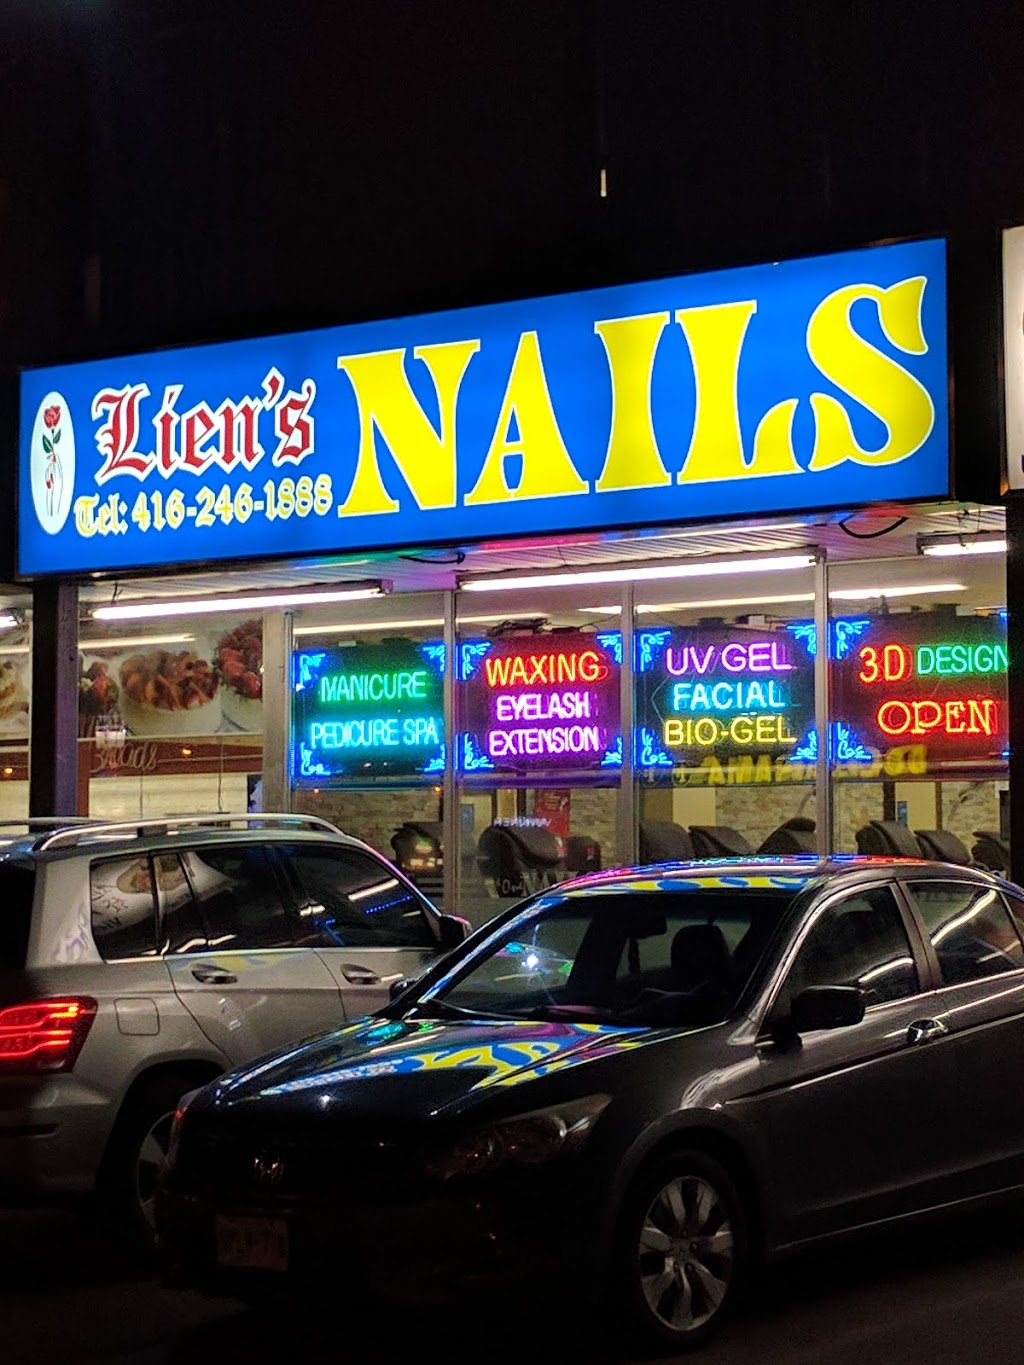 Lien's NAILS
Tel: 416-246-1888
MANICURE
PEDICURE SPA
WAXING
EYELASH
EXTENSION
UV GEL
FACIAL
BIO-GEL
3D DESIGN
OPEN